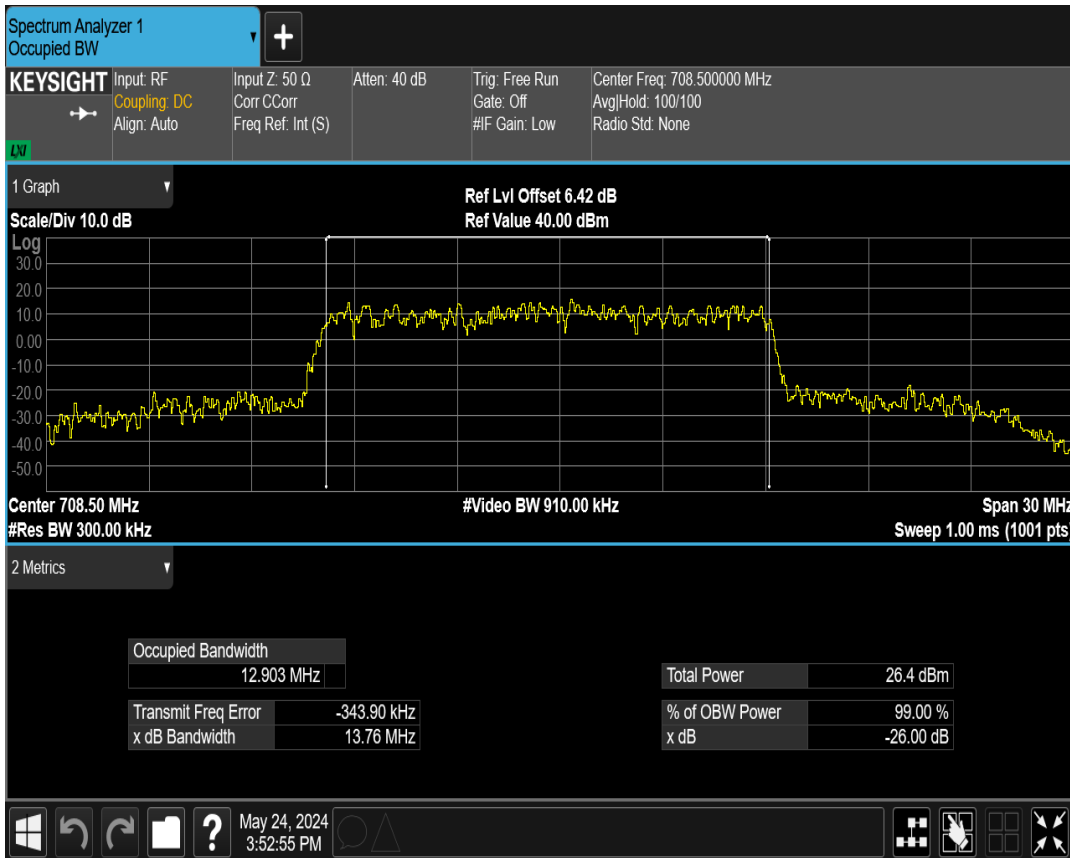 Spectrum Analyzer 1
Occupied BW
+
KEYSIGHT
LXI
Input: RF
Coupling: DC
Align: Auto
Input Z: 50 Ω
Corr CCorr
Freq Ref: Int (S)
Atten: 40 dB
Trig: Free Run
Gate: Off
#IF Gain: Low
Center Freq: 708.500000 MHz
Avg|Hold: 100/100
Radio Std: None
1 Graph
Scale/Div 10.0 dB
Ref Lvl Offset 6.42 dB
Ref Value 40.00 dBm
Log
30.0
20.0
10.0
0.00
-10.0
-20.0
-30.0
-40.0
-50.0
Center 708.50 MHz
#Video BW 910.00 kHz
Span 30 MHz
#Res BW 300.00 kHz
Sweep 1.00 ms (1001 pts)
2 Metrics
Occupied Bandwidth
12.903 MHz
Total Power 26.4 dBm
Transmit Freq Error -343.90 kHz
% of OBW Power 99.00 %
x dB Bandwidth 13.76 MHz
x dB -26.00 dB
?
May 24, 2024
3:52:55 PM